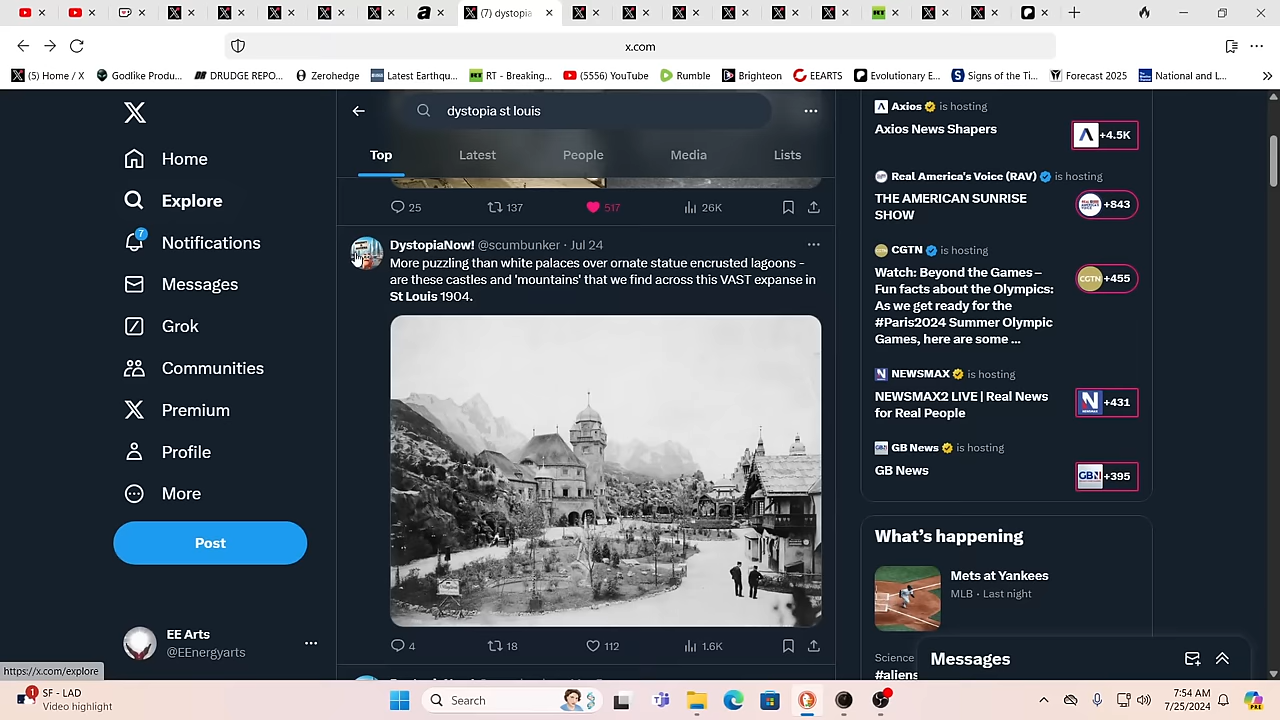 (7) dystopia
(5) Home / X
Godlike Produ...
DRUDGE REPO...
Zerohedge
Latest Earthqu...
RT - Breaking...
(5556) YouTube
Rumble
Brighteon
EEARTS
Evolutionary E...
Signs of the Ti...
Forecast 2025
National and L...
x.com
dystopia st louis
Top
Latest
People
Media
Lists
Home
Explore
7
Notifications
Messages
Grok
Communities
Premium
Profile
More
Post
EE Arts
@EEnergyarts
https://x.com/explore
25
137
517
26K
DystopiaNow! @scumbunker · Jul 24
More puzzling than white palaces over ornate statue encrusted lagoons -
are these castles and 'mountains' that we find across this VAST expanse in
St Louis 1904.
4
18
112
1.6K
Axios is hosting
Axios News Shapers
+4.5K
Real America's Voice (RAV) is hosting
THE AMERICAN SUNRISE
SHOW
+843
CGTN is hosting
Watch: Beyond the Games –
Fun facts about the Olympics:
As we get ready for the
#Paris2024 Summer Olympic
Games, here are some ...
CGTN +455
NEWSMAX is hosting
NEWSMAX2 LIVE | Real News
for Real People
+431
GB News is hosting
GB News
GBN +395
What's happening
Mets at Yankees
MLB · Last night
Science
#aliens
Messages
1
SF - LAD
Video highlight
Search
7:54 AM
7/25/2024
PRE